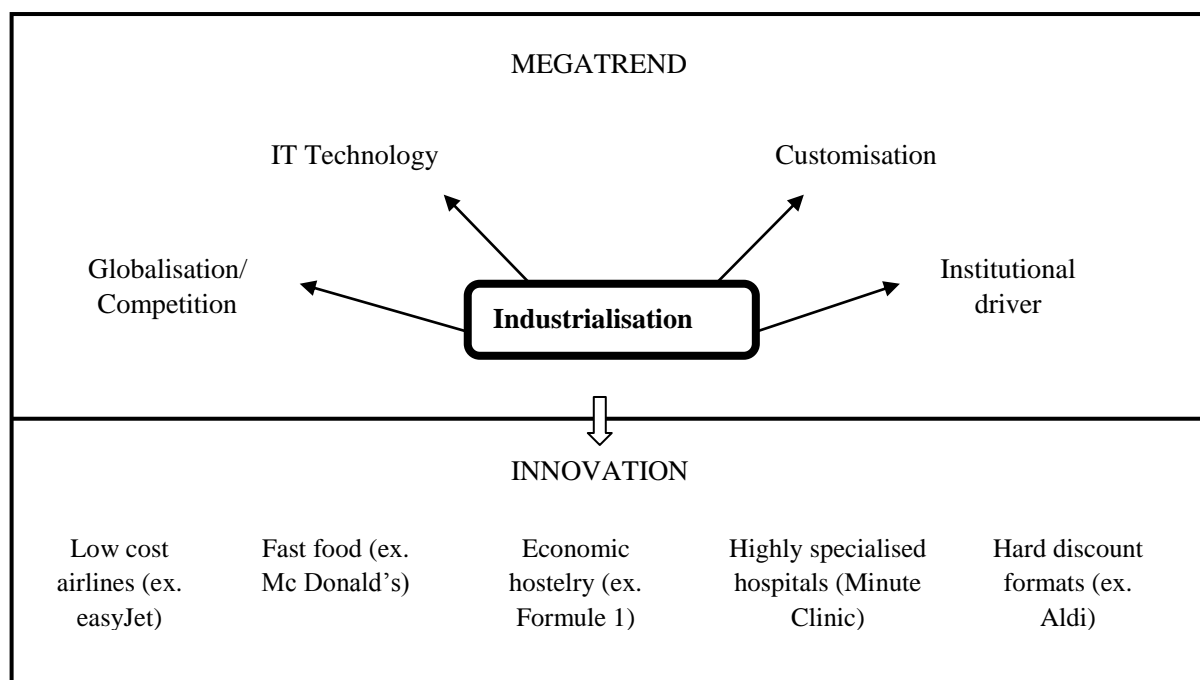 MEGATREND
IT Technology
Customisation
Globalisation/
Competition
Institutional
driver
Industrialisation
INNOVATION
Low cost
airlines (ex.
easyJet)
Fast food (ex.
Mc Donald's)
Economic
hostelry (ex.
Formule 1)
Highly specialised
hospitals (Minute
Clinic)
Hard discount
formats (ex.
Aldi)